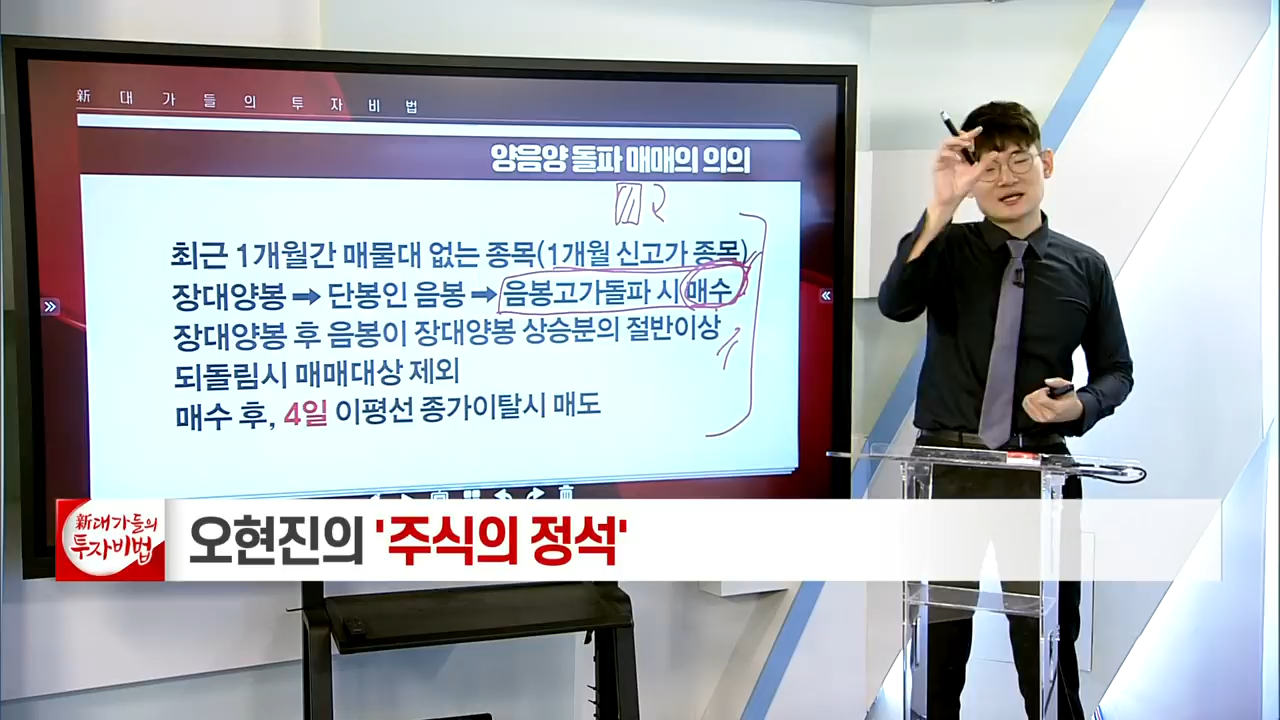 新 대 가 들 의 투 자 비 법
양음양 돌파 매매의 의의
최근 1개월간 매물대 없는 종목(1개월 신고가 종목)
장대양봉 ➡ 단봉인 음봉 ➡ 음봉고가돌파 시 매수
장대양봉 후 음봉이 장대양봉 상승분의 절반이상
되돌림시 매매대상 제외
매수 후, 4일 이평선 종가이탈시 매도
新대가들의
투자비법
오현진의 '주식의 정석'